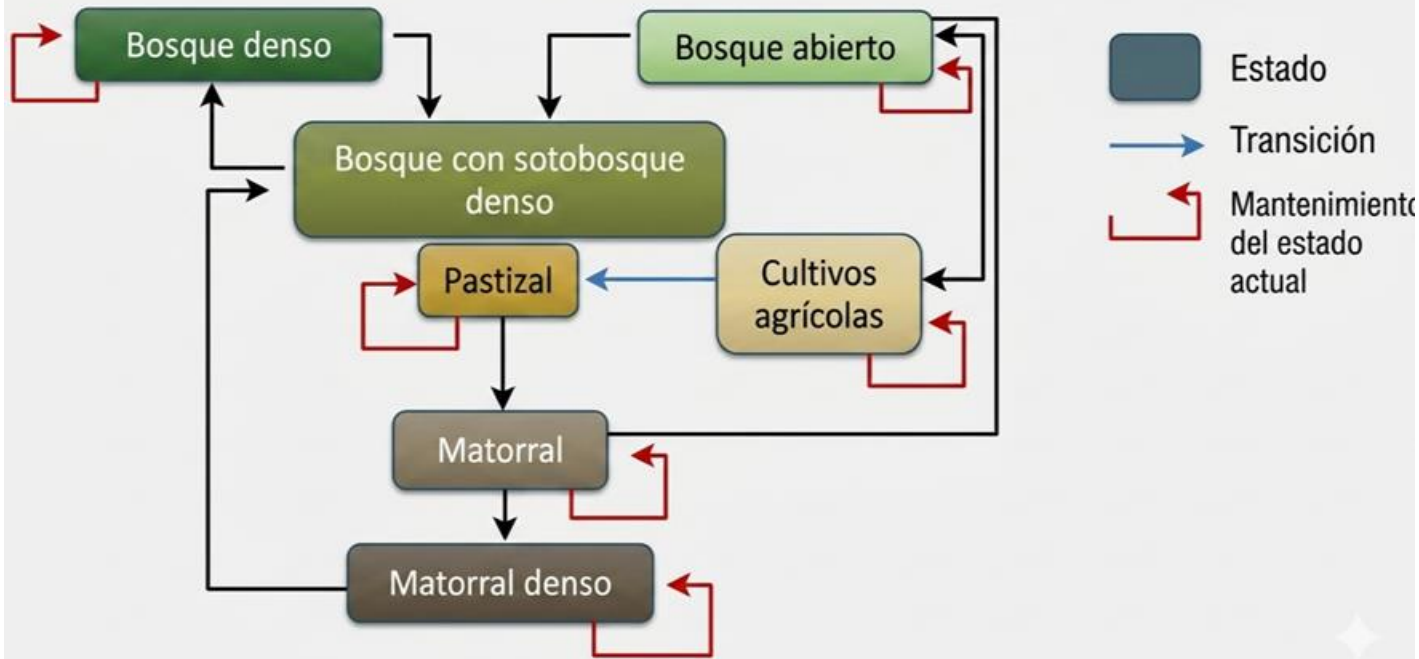 Bosque denso
Bosque abierto
Bosque con sotobosque
denso
Pastizal
Cultivos
agrícolas
Matorral
Matorral denso
Estado
Transición
Mantenimiento
del estado
actual